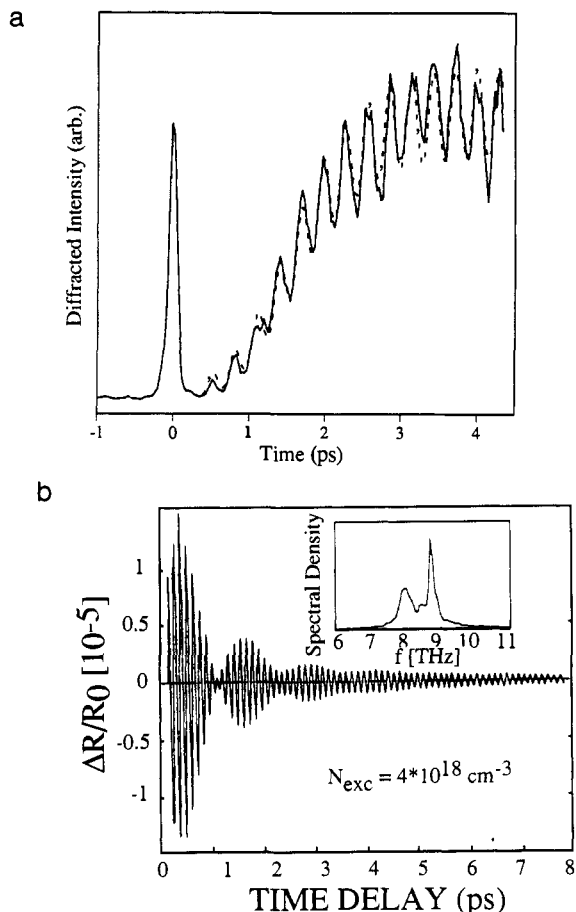 a
Diffracted Intensity (arb.)
-1 0 1 2 3 4
Time (ps)
b
ΔR/R0 [10-5]
1
0.5
0
-0.5
-1
Spectral Density
6 7 8 9 10 11
f [THz]
Nexc = 4*10 18 cm-3
0 1 2 3 4 5 6 7 8
TIME DELAY (ps)